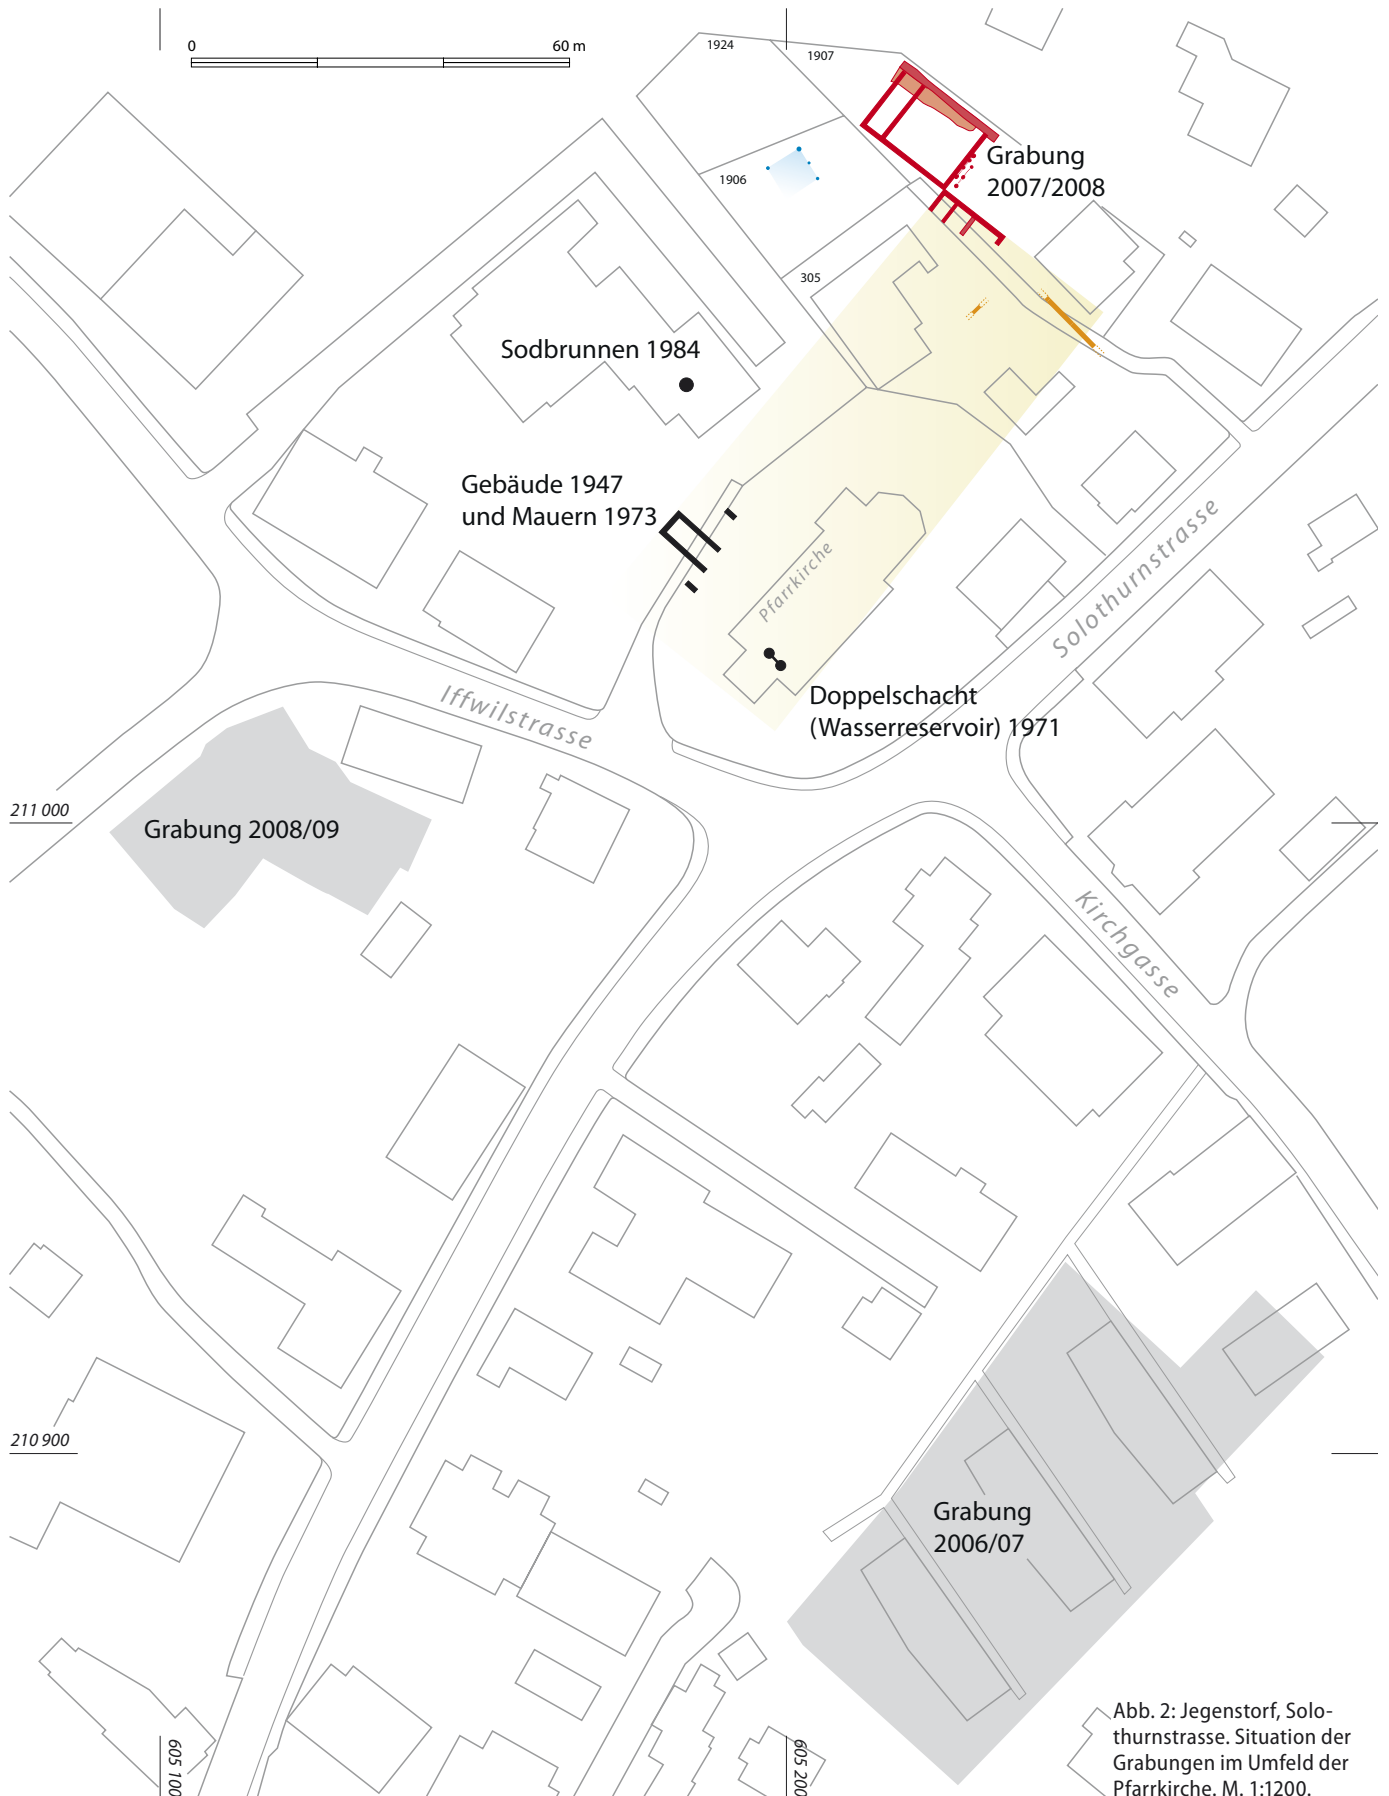 0
60 m
1924
1907
1906
305
Grabung
2007/2008
Sodbrunnen 1984
Gebäude 1947
und Mauern 1973
Pfarrkirche
Solothurnstrasse
Iffwilstrasse
Doppelschacht
(Wasserreservoir) 1971
211 000
Grabung 2008/09
Kirchgasse
210 900
Grabung
2006/07
605 100
605 200
Abb. 2: Jegenstorf, Solo-
thurnstrasse. Situation der
Grabungen im Umfeld der
Pfarrkirche. M. 1:1200.